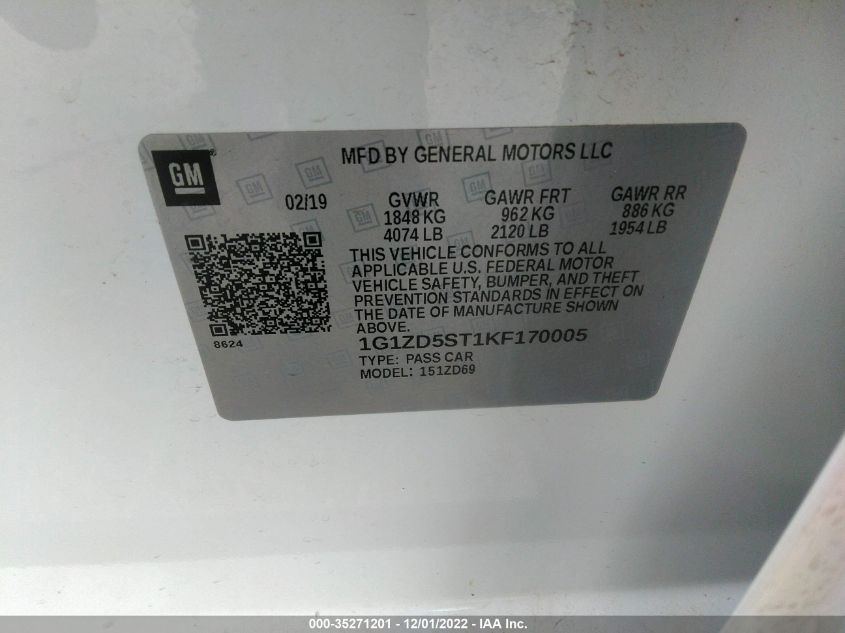 GM
MFD BY GENERAL MOTORS LLC
02/19
GVWR GAWR FRT GAWR RR
1848 KG 962 KG 886 KG
4074 LB 2120 LB 1954 LB
THIS VEHICLE CONFORMS TO ALL
APPLICABLE U.S. FEDERAL MOTOR
VEHICLE SAFETY, BUMPER, AND THEFT
PREVENTION STANDARDS IN EFFECT ON
THE DATE OF MANUFACTURE SHOWN
ABOVE.
8624
1G1ZD5ST1KF170005
TYPE: PASS CAR
MODEL: 151ZD69
000-35271201 - 12/01/2022 - IAA Inc.